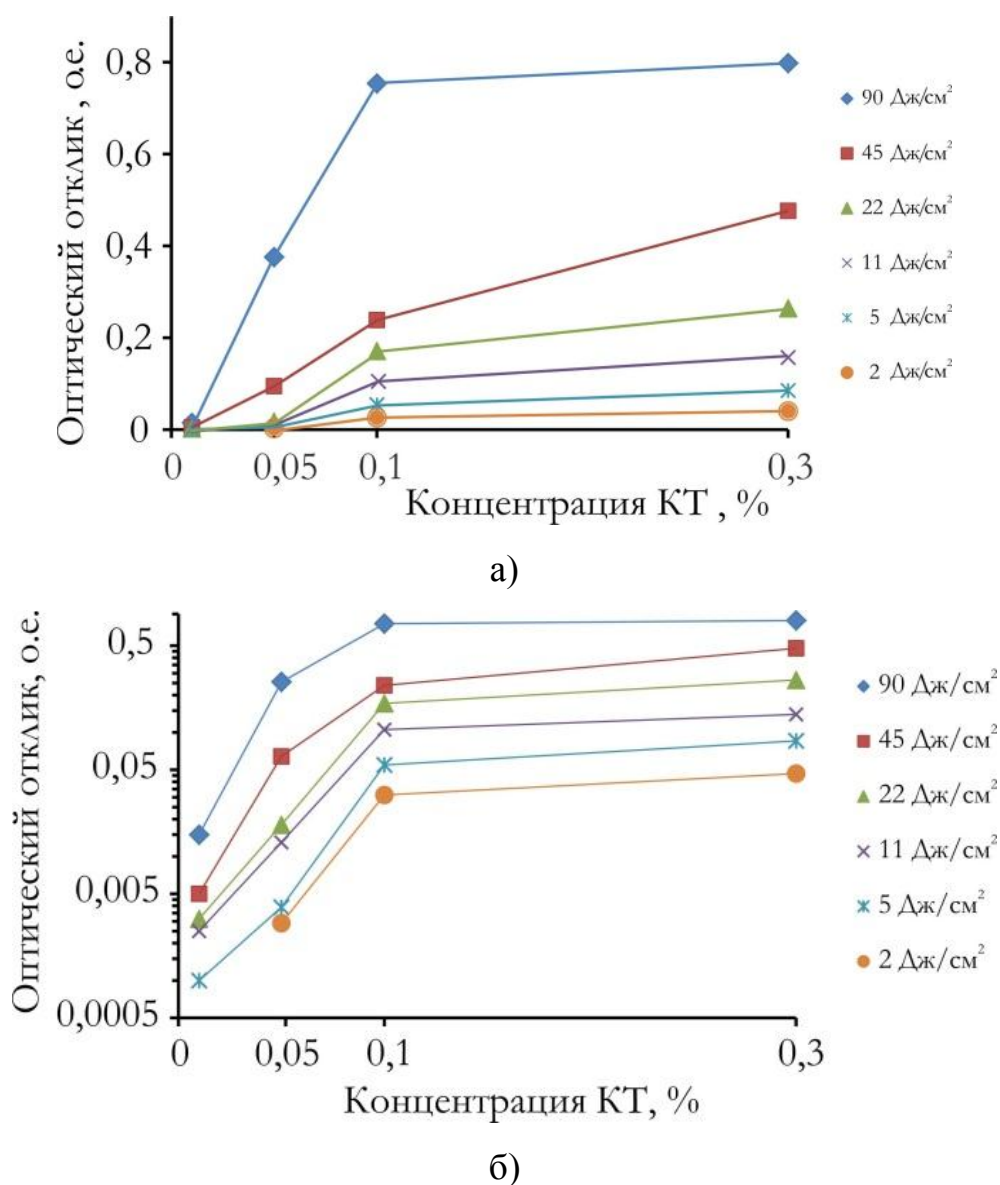 Оптический отклик , о.е.
0,8
0,6
0,4
0,2
0
0
0,05
0,1
0,3
Концентрация КТ , %
90 Дж/см²
45 Дж/см²
22 Дж/см²
11 Дж/см²
5 Дж/см²
2 Дж/см²
а)
Оптический отклик, о.е.
0,5
0,05
0,005
0,0005
0
0,05
0,1
0,3
Концентрация КТ, %
90 Дж/см²
45 Дж/см²
22 Дж/см²
11 Дж/см²
5 Дж/см²
2 Дж/см²
б)